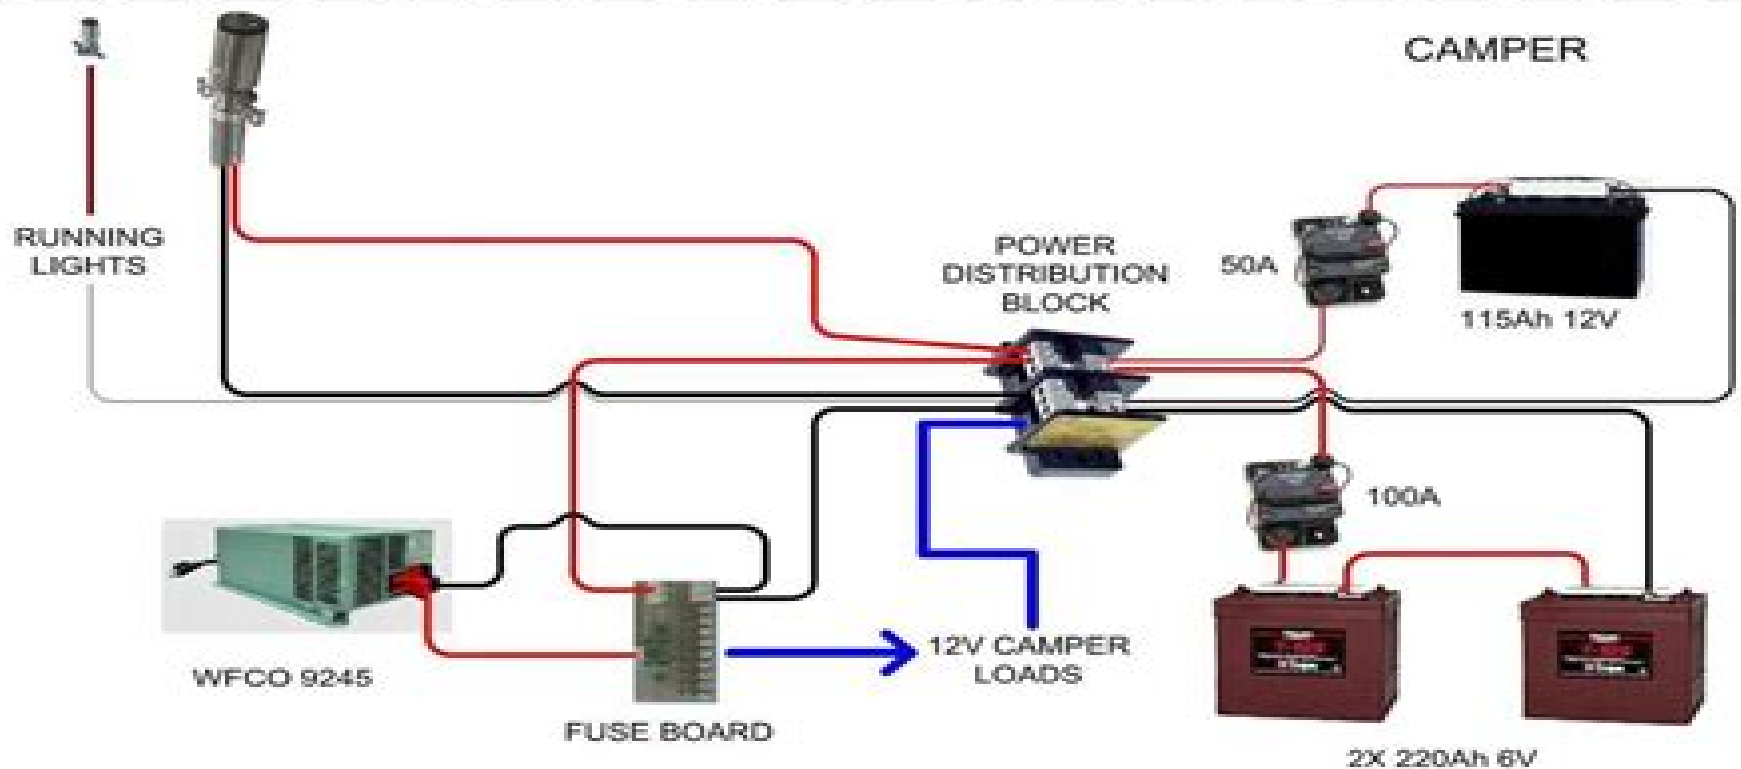 CAMPER
RUNNING
LIGHTS
POWER
DISTRIBUTION
BLOCK
50A
115Ah 12V
100A
WFCO 9245
FUSE BOARD
12V CAMPER
LOADS
2X 220Ah 6V